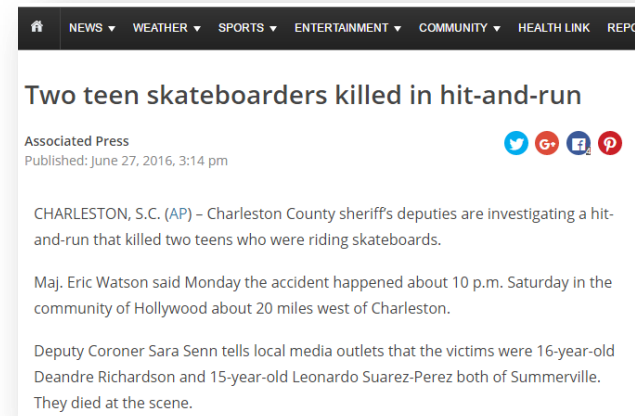 NEWS WEATHER SPORTS ENTERTAINMENT COMMUNITY HEALTH LINK REPO
Two teen skateboarders killed in hit-and-run
Associated Press
Published: June 27, 2016, 3:14 pm
CHARLESTON, S.C. (AP) – Charleston County sheriff's deputies are investigating a hit-
and-run that killed two teens who were riding skateboards.
Maj. Eric Watson said Monday the accident happened about 10 p.m. Saturday in the
community of Hollywood about 20 miles west of Charleston.
Deputy Coroner Sara Senn tells local media outlets that the victims were 16-year-old
Deandre Richardson and 15-year-old Leonardo Suarez-Perez both of Summerville.
They died at the scene.